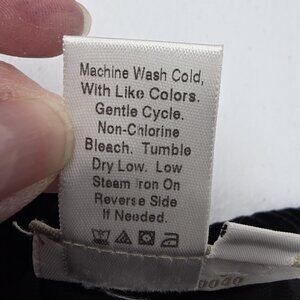 Machine Wash Cold,
With Like Colors.
Gentle Cycle.
Non-Chlorine
Bleach. Tumble
Dry Low. Low
Steam Iron On
Reverse Side
If Needed.